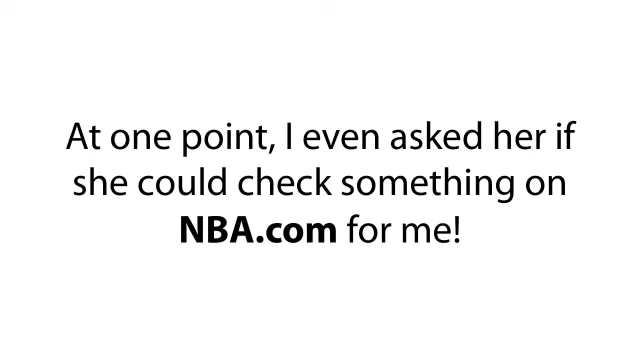 At one point, I even asked her if
she could check something on
NBA.com for me!